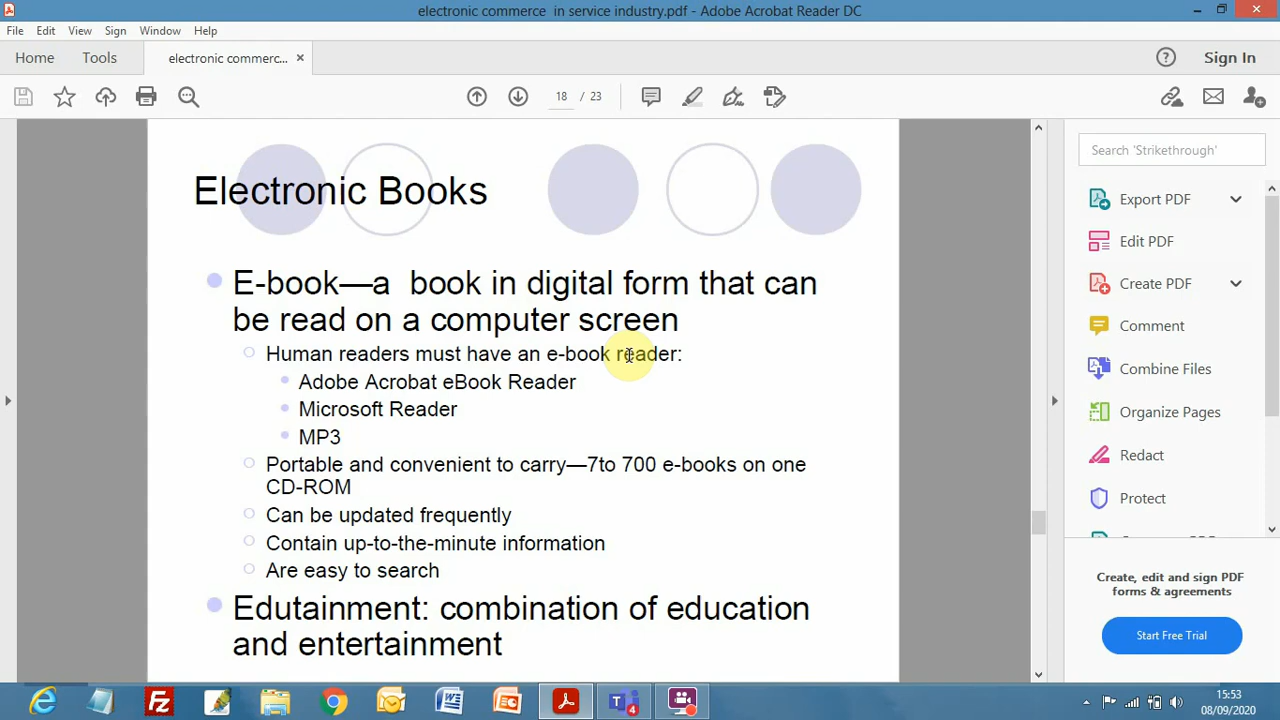 electronic commerce  in service industry.pdf - Adobe Acrobat Reader DC
File Edit View Sign Window Help
Home Tools electronic commerc... × ? Sign In
18 / 23
Electronic Books
E-book—a  book in digital form that can
be read on a computer screen
Human readers must have an e-book reader:
Adobe Acrobat eBook Reader
Microsoft Reader
MP3
Portable and convenient to carry—7to 700 e-books on one
CD-ROM
Can be updated frequently
Contain up-to-the-minute information
Are easy to search
Edutainment: combination of education
and entertainment
Search 'Strikethrough'
Export PDF
Edit PDF
Create PDF
Comment
Combine Files
Organize Pages
Redact
Protect
Create, edit and sign PDF
forms & agreements
Start Free Trial
4
15:53
08/09/2020